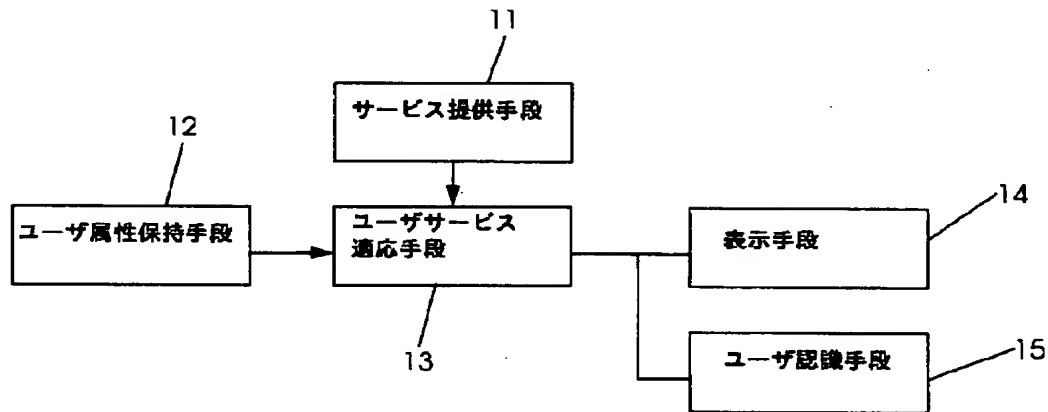 11
サービス提供手段
12
ユーザ属性保持手段
ユーザサービス
適応手段
13
14
表示手段
15
ユーザ認識手段